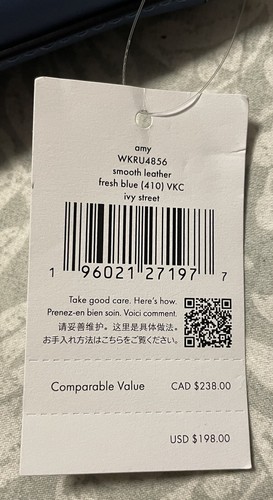 amy
WKRU4856
smooth leather
fresh blue (410) VKC
ivy street
1 96021 27197 7
Take good care. Here's how.
Prenez-en bien soin. Voici comment.
请妥善维护。这里是具体做法。
お手入れ方法はこちらをご覧ください。
Comparable Value CAD $238.00
USD $198.00